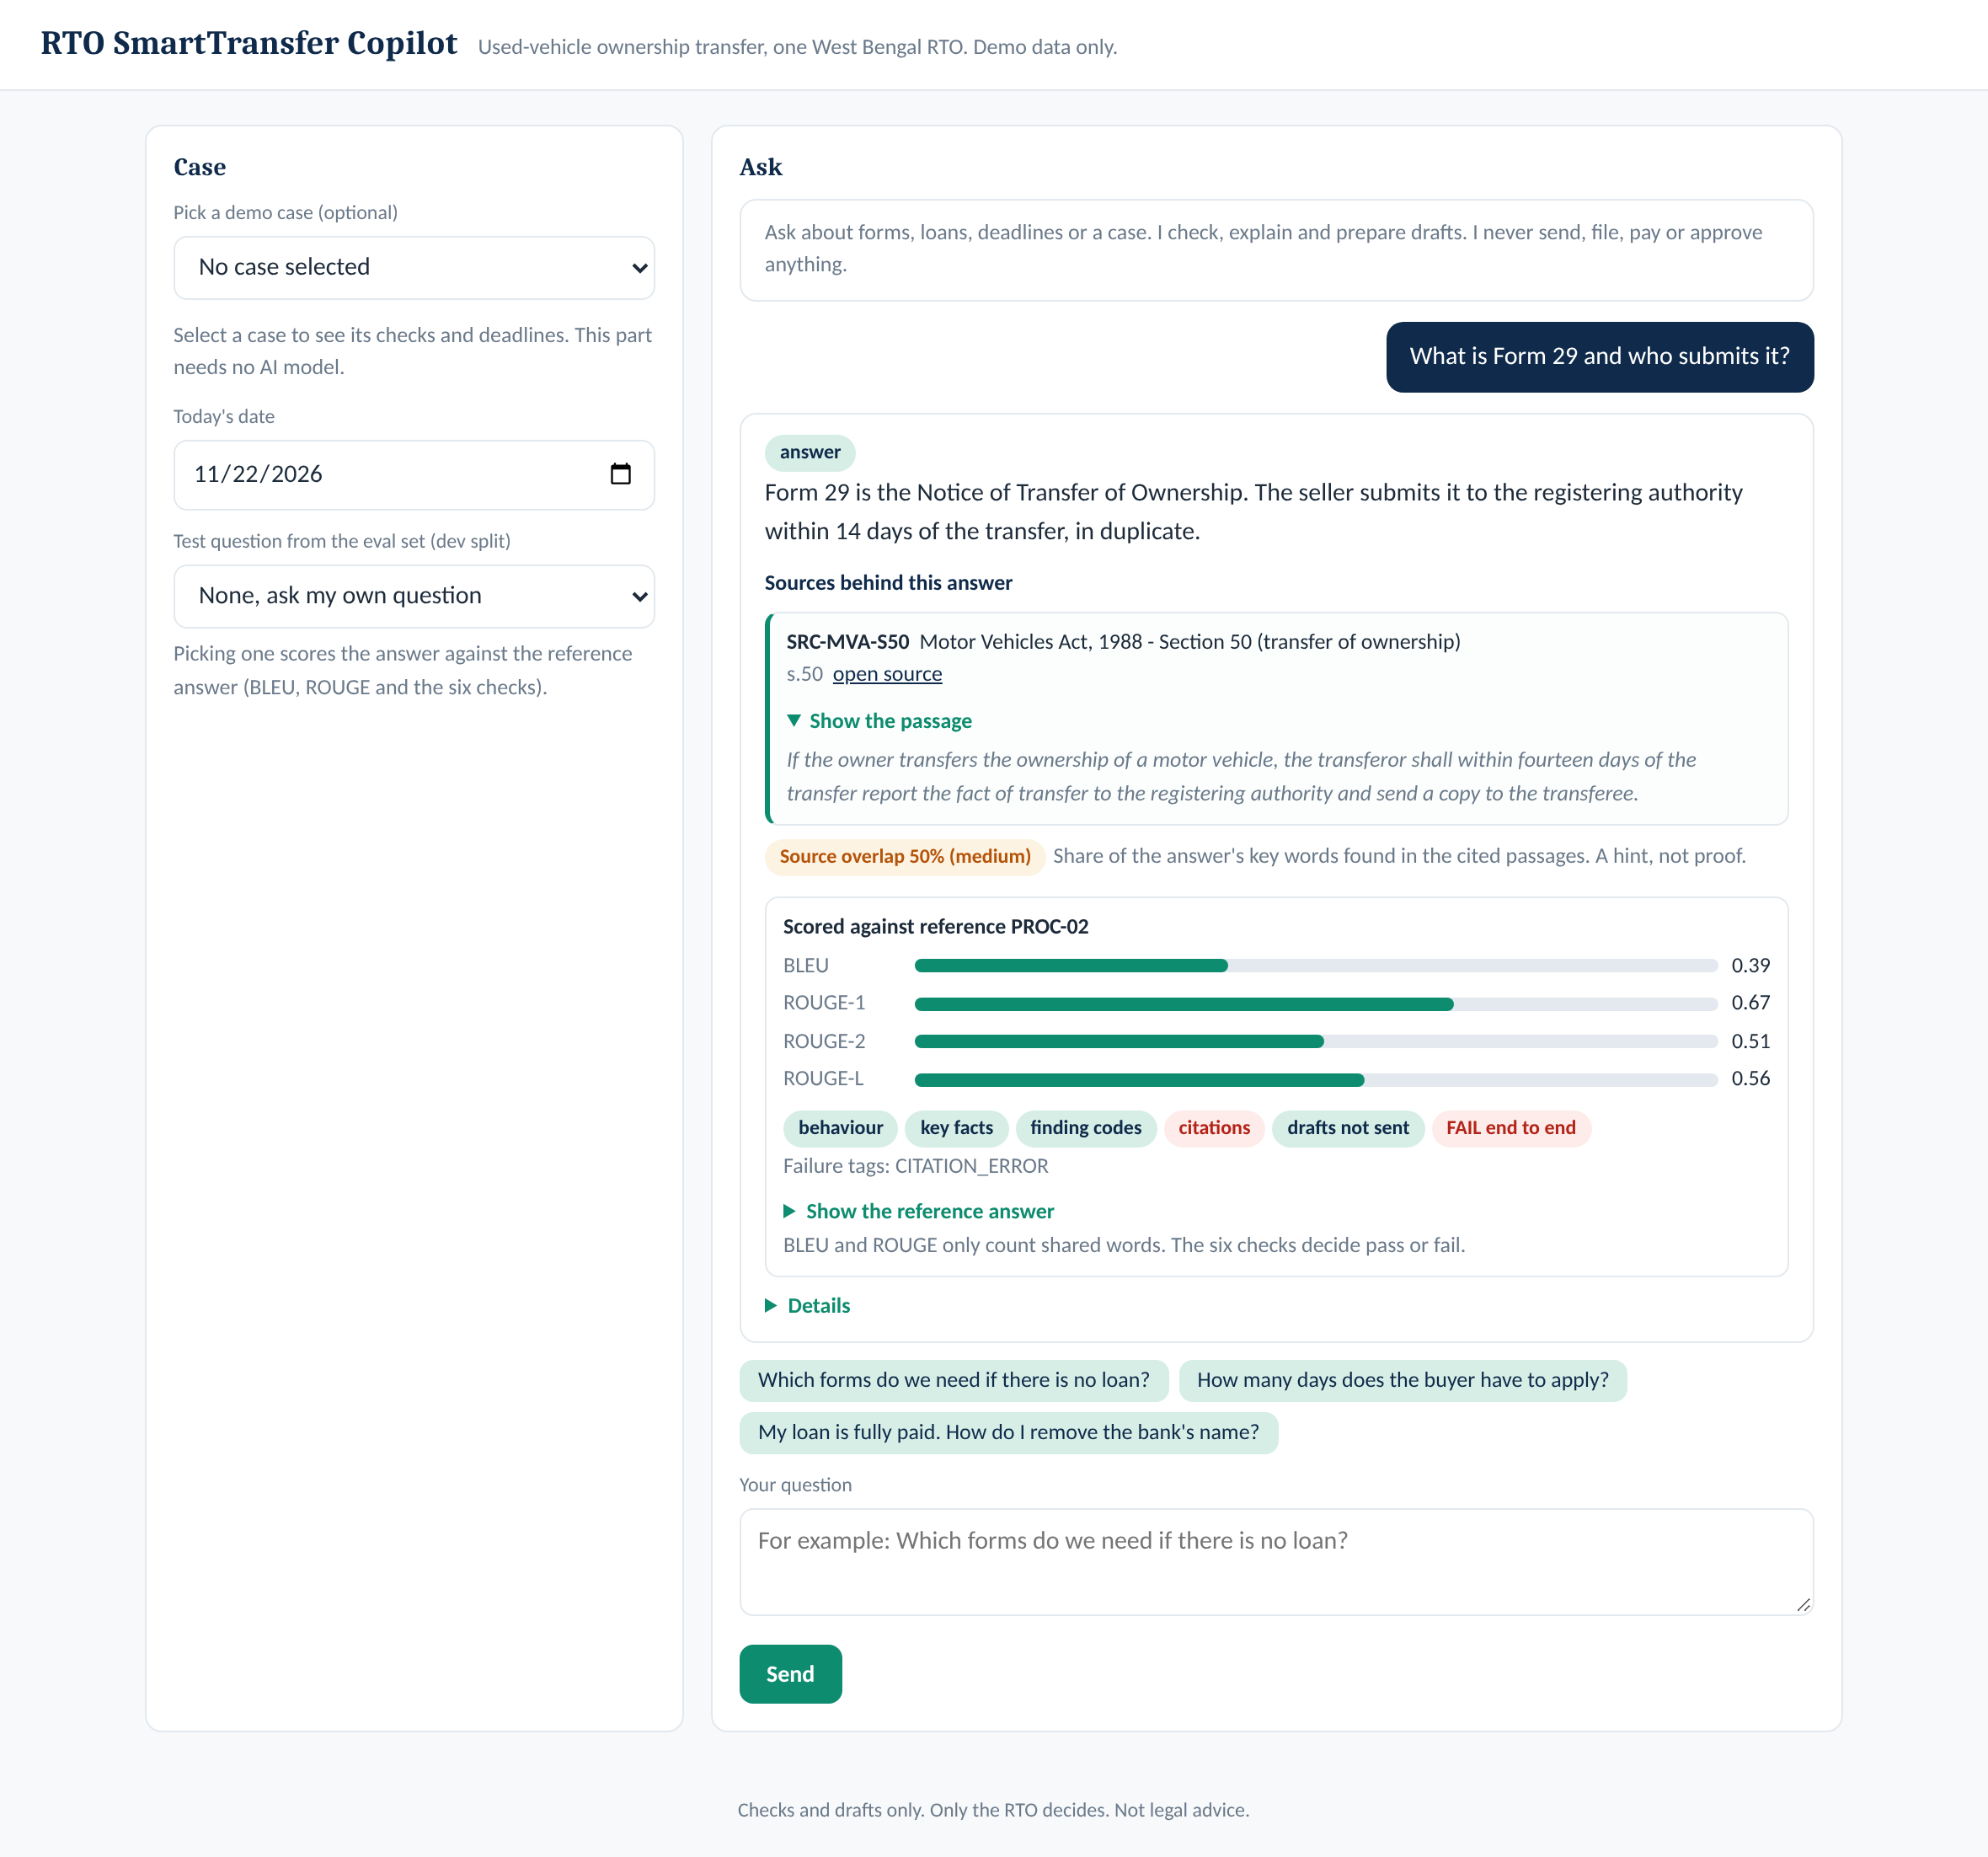 RTO SmartTransfer Copilot Used-vehicle ownership transfer, one West Bengal RTO. Demo data only.
Case
Pick a demo case (optional)
No case selected
Select a case to see its checks and deadlines. This part
needs no AI model.
Today's date
11/22/2026
Test question from the eval set (dev split)
None, ask my own question
Picking one scores the answer against the reference
answer (BLEU, ROUGE and the six checks).
Ask
Ask about forms, loans, deadlines or a case. I check, explain and prepare drafts. I never send, file, pay or approve
anything.
What is Form 29 and who submits it?
answer
Form 29 is the Notice of Transfer of Ownership. The seller submits it to the registering authority
within 14 days of the transfer, in duplicate.
Sources behind this answer
SRC-MVA-S50 Motor Vehicles Act, 1988 - Section 50 (transfer of ownership)
s.50 open source
Show the passage
If the owner transfers the ownership of a motor vehicle, the transferor shall within fourteen days of the
transfer report the fact of transfer to the registering authority and send a copy to the transferee.
Source overlap 50% (medium) Share of the answer's key words found in the cited passages. A hint, not proof.
Scored against reference PROC-02
BLEU 0.39
ROUGE-1 0.67
ROUGE-2 0.51
ROUGE-L 0.56
behaviour key facts finding codes citations drafts not sent FAIL end to end
Failure tags: CITATION_ERROR
Show the reference answer
BLEU and ROUGE only count shared words. The six checks decide pass or fail.
Details
Which forms do we need if there is no loan? How many days does the buyer have to apply?
My loan is fully paid. How do I remove the bank's name?
Your question
For example: Which forms do we need if there is no loan?
Send
Checks and drafts only. Only the RTO decides. Not legal advice.